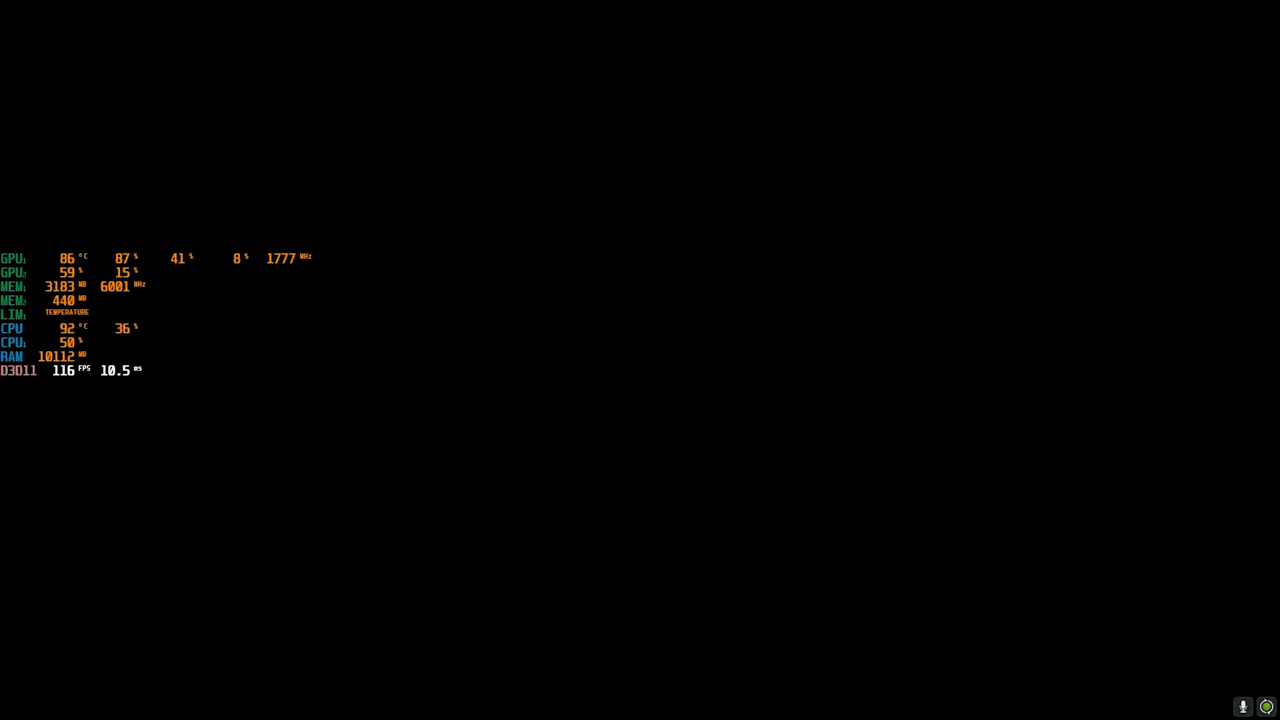 GPU₁ 86 °C 87 % 41 % 8 % 1777 MHz
GPU₂ 59 % 15 %
MEM₁ 3183 MB 6001 MHz
MEM₂ 440 MB
LIM₁ TEMPERATURE
CPU 92 °C 36 %
CPU₁ 50 %
RAM 10112 MB
D3D11 116 FPS 10.5 ms